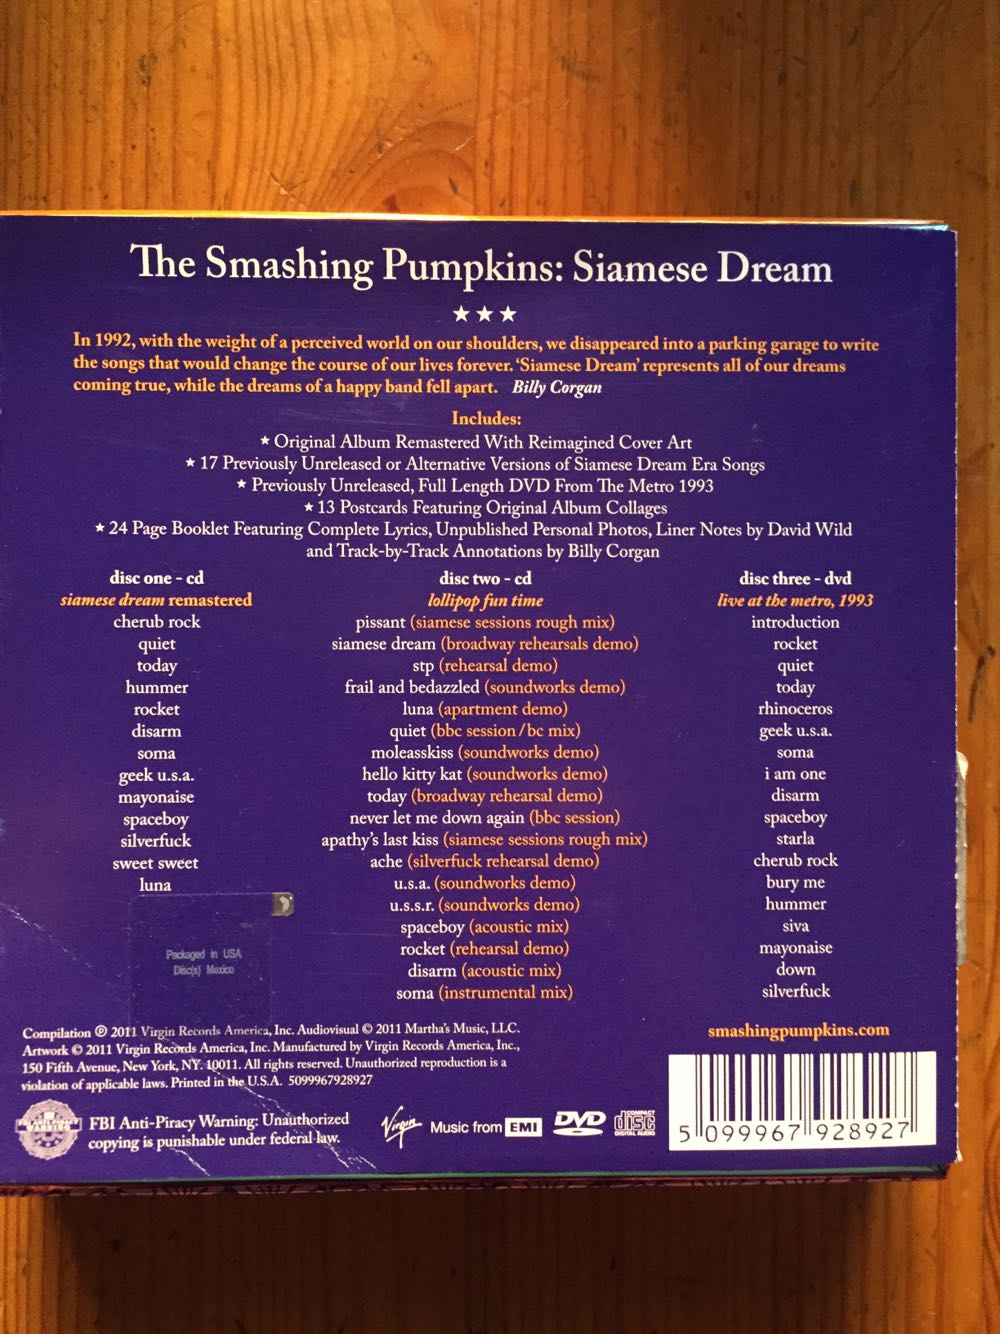 The Smashing Pumpkins: Siamese Dream
★ ★ ★
In 1992, with the weight of a perceived world on our shoulders, we disappeared into a parking garage to write
the songs that would change the course of our lives forever. ‘Siamese Dream’ represents all of our dreams
coming true, while the dreams of a happy band fell apart. Billy Corgan
Includes:
★ Original Album Remastered With Reimagined Cover Art
★ 17 Previously Unreleased or Alternative Versions of Siamese Dream Era Songs
★ Previously Unreleased, Full Length DVD From The Metro 1993
★ 13 Postcards Featuring Original Album Collages
★ 24 Page Booklet Featuring Complete Lyrics, Unpublished Personal Photos, Liner Notes by David Wild
and Track-by-Track Annotations by Billy Corgan
disc one - cd
siamese dream remastered
cherub rock
quiet
today
hummer
rocket
disarm
soma
geek u.s.a.
mayonaise
spaceboy
silverfuck
sweet sweet
luna
disc two - cd
lollipop fun time
pissant (siamese sessions rough mix)
siamese dream (broadway rehearsals demo)
stp (rehearsal demo)
frail and bedazzled (soundworks demo)
luna (apartment demo)
quiet (bbc session/bc mix)
moleasskiss (soundworks demo)
hello kitty kat (soundworks demo)
today (broadway rehearsal demo)
never let me down again (bbc session)
apathy's last kiss (siamese sessions rough mix)
ache (silverfuck rehearsal demo)
u.s.a. (soundworks demo)
u.s.s.r. (soundworks demo)
spaceboy (acoustic mix)
rocket (rehearsal demo)
disarm (acoustic mix)
soma (instrumental mix)
disc three - dvd
live at the metro, 1993
introduction
rocket
quiet
today
rhinoceros
geek u.s.a.
soma
i am one
disarm
spaceboy
starla
cherub rock
bury me
hummer
siva
mayonaise
down
silverfuck
Packaged in USA
Disc(s) Mexico
Compilation ℗ 2011 Virgin Records America, Inc. Audiovisual © 2011 Martha's Music, LLC.
Artwork © 2011 Virgin Records America, Inc. Manufactured by Virgin Records America, Inc.,
150 Fifth Avenue, New York, NY. 10011. All rights reserved. Unauthorized reproduction is a
violation of applicable laws. Printed in the U.S.A. 5099967928927
smashingpumpkins.com
FBI ANTI-PIRACY WARNING
FBI Anti-Piracy Warning: Unauthorized
copying is punishable under federal law.
Virgin
Music from EMI
DVD
COMPACT
disc
DIGITAL AUDIO
5 099967 928927